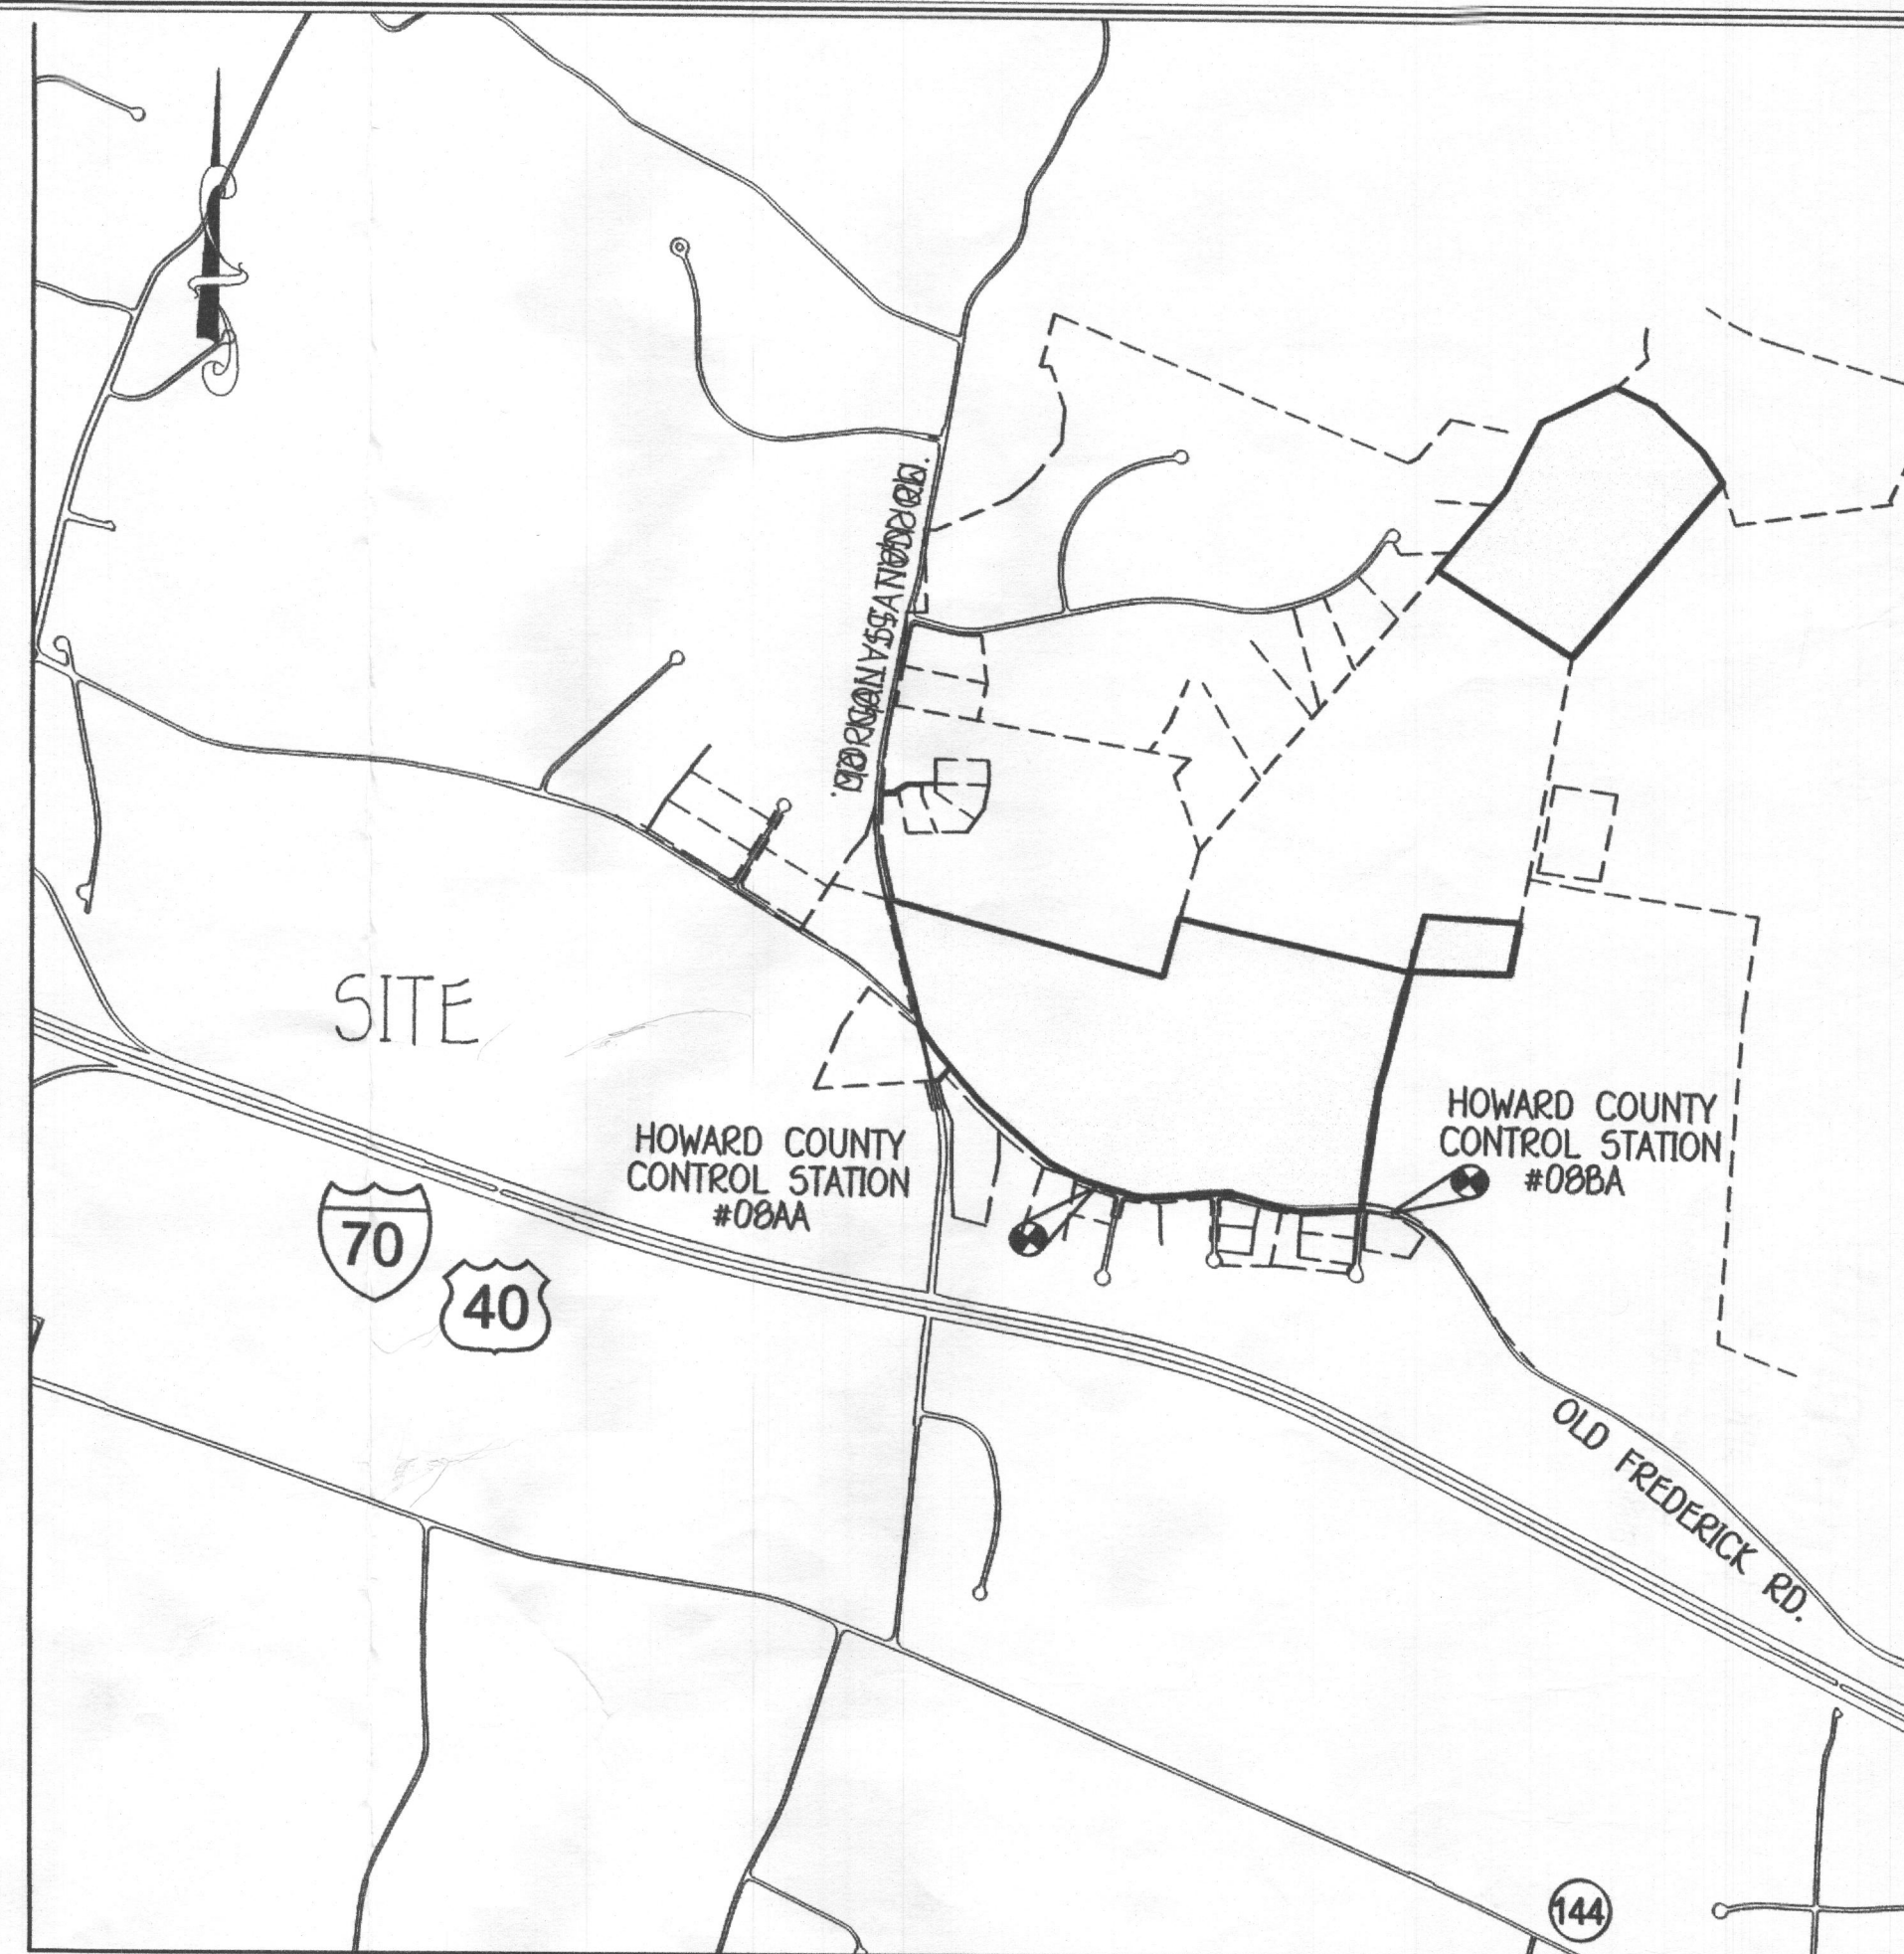 SITE
HOWARD COUNTY
CONTROL STATION
#08AA
HOWARD COUNTY
CONTROL STATION
#08BA
70
40
OLD FREDERICK RD.
144